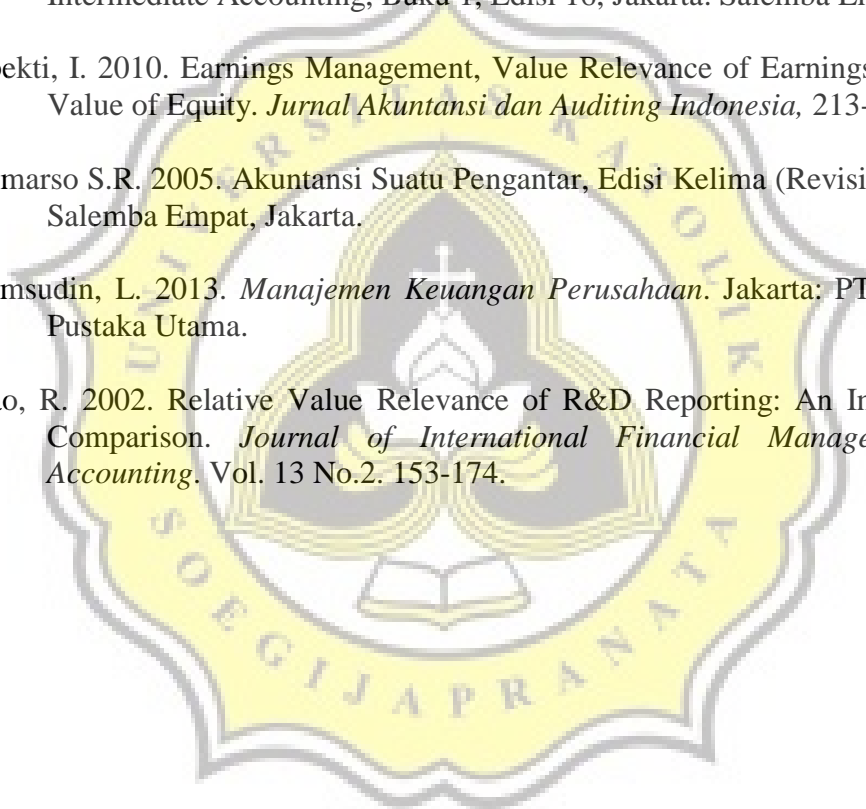 Intermediate Accounting, Buku 1, Edisi 16, Jakarta: Salemba
ekti, I. 2010. Earnings Management, Value Relevance of Earnings
Value of Equity. Jurnal Akuntansi dan Auditing Indonesia, 213-
marso S.R. 2005. Akuntansi Suatu Pengantar, Edisi Kelima (Revisi
Salemba Empat, Jakarta.
msudin, L. 2013. Manajemen Keuangan Perusahaan. Jakarta: PT
Pustaka Utama.
o, R. 2002. Relative Value Relevance of R&D Reporting: An In
Comparison. Journal of International Financial Manage
Accounting. Vol. 13 No.2. 153-174.
UNIVERSITAS KATOLIK
SOEGIJAPRANATA